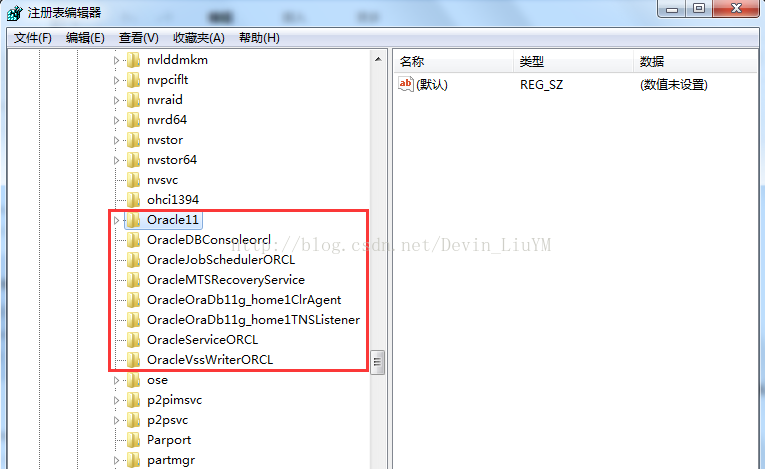 注册表编辑器
文件(F) 编辑(E) 查看(V) 收藏夹(A) 帮助(H)
名称 类型 数据
ab (默认) REG_SZ (数值未设置)
nvlddmkm
nvpciflt
nvraid
nvrd64
nvstor
nvstor64
nvsvc
ohci1394
Oracle11
OracleDBConsoleorcl
OracleJobSchedulerORCL
OracleMTSRecoveryService
OracleOraDb11g_home1ClrAgent
OracleOraDb11g_home1TNSListener
OracleServiceORCL
OracleVssWriterORCL
ose
p2pimsvc
p2psvc
Parport
partmgr
http://blog.csdn.net/Devin_LiuYM